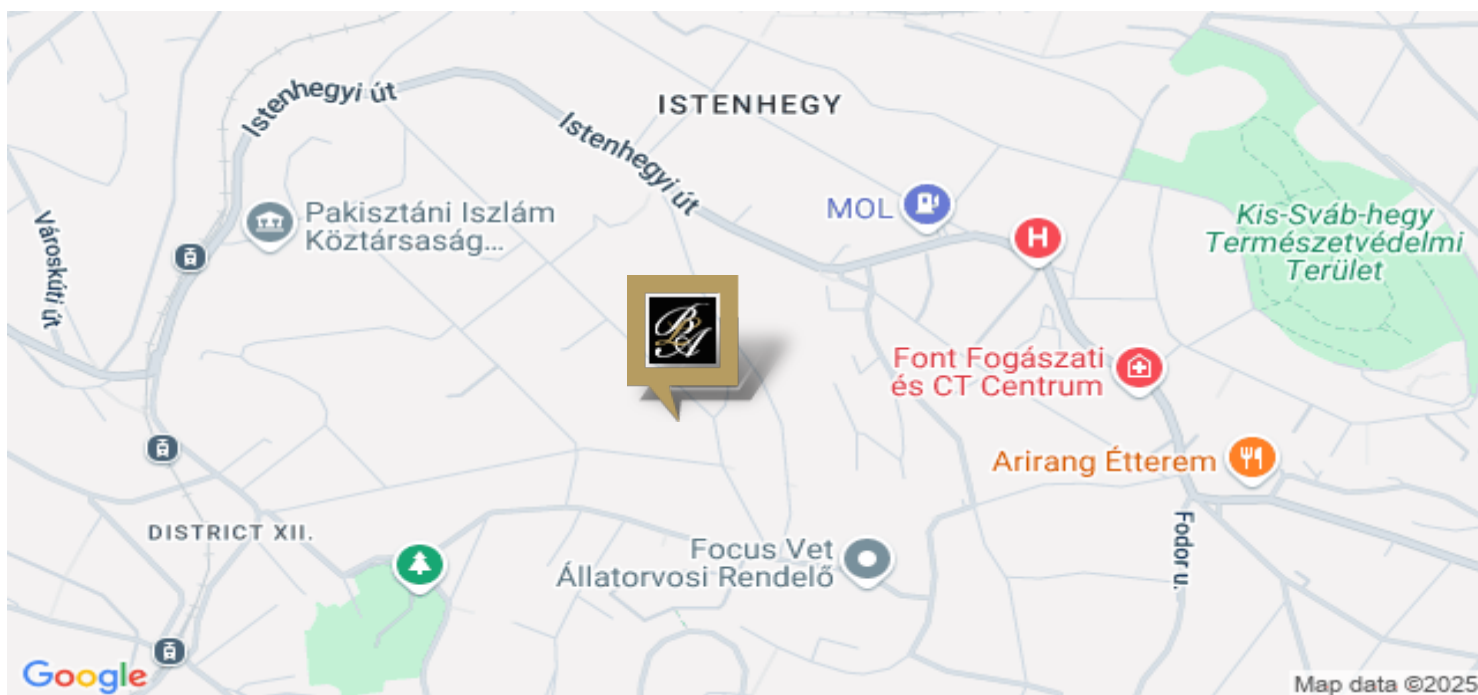 ISTENHEGY
Istenhegyi út
Istenhegyi út
MOL
H
Pakisztáni Iszlám
Köztársaság...
Kis-Sváb-hegy
Természetvédelmi
Terület
Városkúti út
B
A
Font Fogászati
és CT Centrum
Arirang Étterem
DISTRICT XII.
Focus Vet
Állatorvosi Rendelő
Fodor u.
Google
Map data ©2025